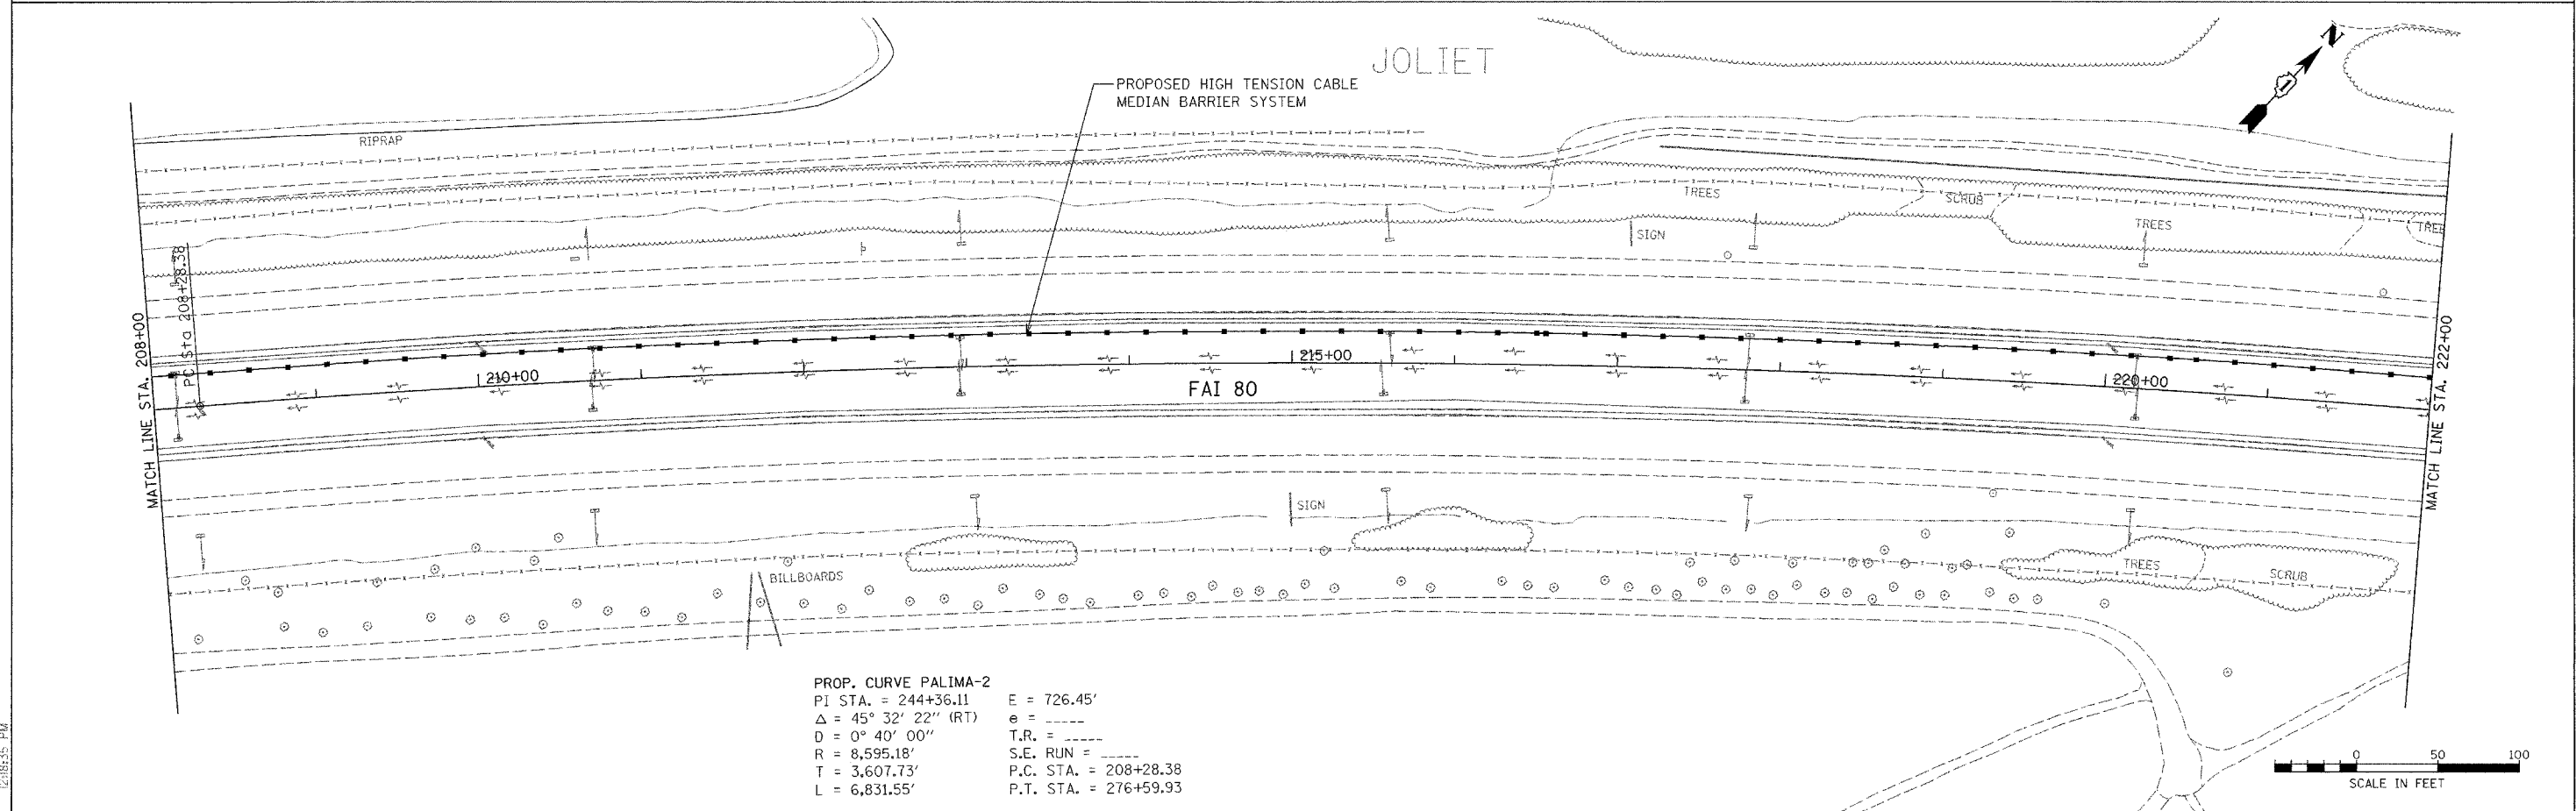 JOLIET
N
PROPOSED HIGH TENSION CABLE
MEDIAN BARRIER SYSTEM
RIPRAP
TREES
SCRUB
TREES
TREE
SIGN
PC Sta 208+28.38
MATCH LINE STA. 208+00
210+00
215+00
220+00
FAI 80
MATCH LINE STA. 222+00
SIGN
BILLBOARDS
TREES
SCRUB
PROP. CURVE PALIMA-2
PI STA. = 244+36.11 E = 726.45'
Δ = 45° 32' 22" (RT) e = _____
D = 0° 40' 00" T.R. = _____
R = 8,595.18' S.E. RUN = _____
T = 3,607.73' P.C. STA. = 208+28.38
L = 6,831.55' P.T. STA. = 276+59.93
0 50 100
SCALE IN FEET